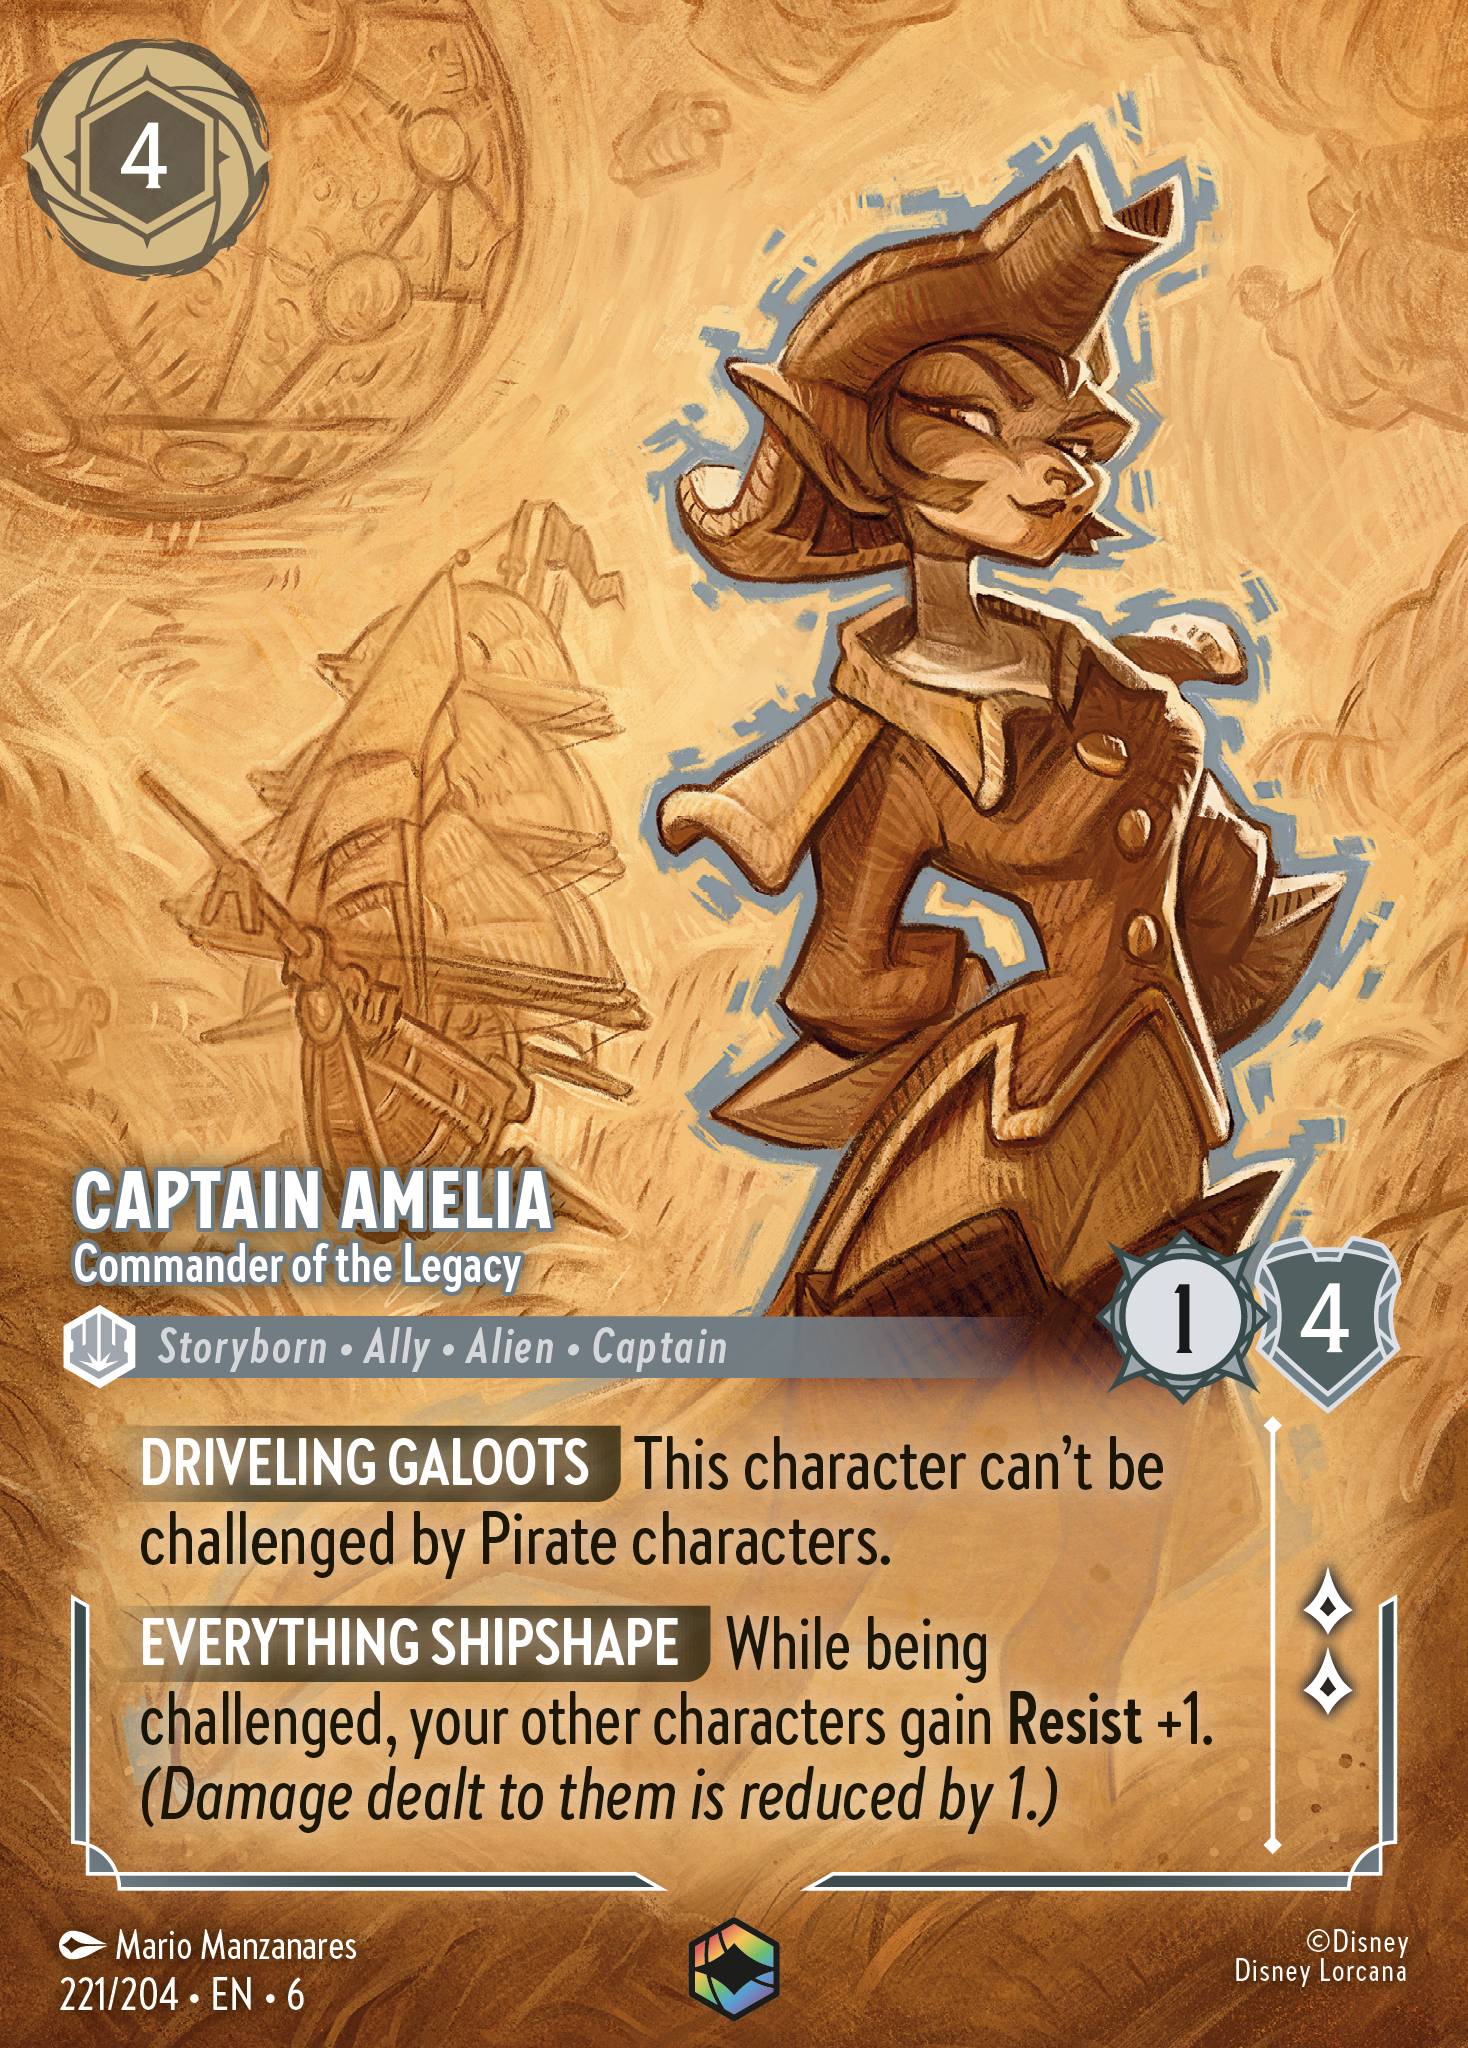 4
CAPTAIN AMELIA
Commander of the Legacy
Storyborn • Ally • Alien • Captain
1
4
DRIVELING GALOOTS This character can't be
challenged by Pirate characters.
EVERYTHING SHIPSHAPE While being
challenged, your other characters gain Resist +1.
(Damage dealt to them is reduced by 1.)
Mario Manzanares
221/204 • EN • 6
©Disney
Disney Lorcana